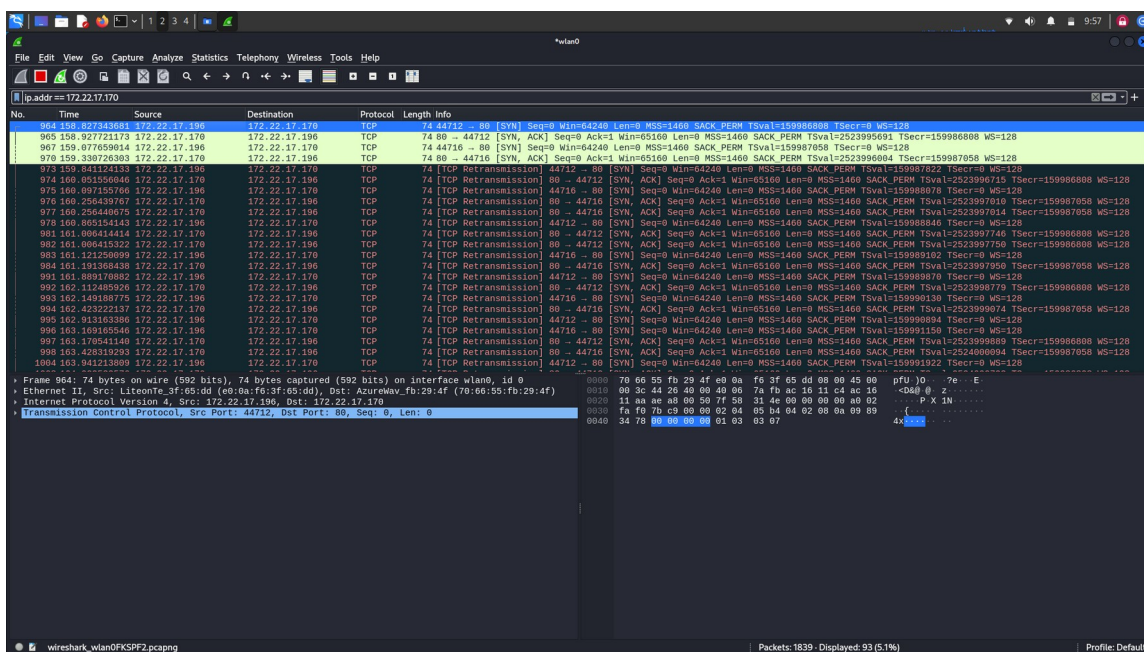 1 2 3 4
9:57
*wlan0
File Edit View Go Capture Analyze Statistics Telephony Wireless Tools Help
ip.addr == 172.22.17.170
No. Time Source Destination Protocol Length Info
964 158.827343681 172.22.17.196 172.22.17.170 TCP 74 44712 → 80 [SYN] Seq=0 Win=64240 Len=0 MSS=1460 SACK_PERM TSval=159986808 TSecr=0 WS=128
965 158.927721173 172.22.17.170 172.22.17.196 TCP 74 80 → 44712 [SYN, ACK] Seq=0 Ack=1 Win=65160 Len=0 MSS=1460 SACK_PERM TSval=2523995691 TSecr=159986808 WS=128
967 159.077659014 172.22.17.196 172.22.17.170 TCP 74 44716 → 80 [SYN] Seq=0 Win=64240 Len=0 MSS=1460 SACK_PERM TSval=159987058 TSecr=0 WS=128
970 159.330726303 172.22.17.170 172.22.17.196 TCP 74 80 → 44716 [SYN, ACK] Seq=0 Ack=1 Win=65160 Len=0 MSS=1460 SACK_PERM TSval=2523996004 TSecr=159987058 WS=128
973 159.841124133 172.22.17.196 172.22.17.170 TCP 74 [TCP Retransmission] 44712 → 80 [SYN] Seq=0 Win=64240 Len=0 MSS=1460 SACK_PERM TSval=159987822 TSecr=0 WS=128
974 160.051556046 172.22.17.170 172.22.17.196 TCP 74 [TCP Retransmission] 80 → 44712 [SYN, ACK] Seq=0 Ack=1 Win=65160 Len=0 MSS=1460 SACK_PERM TSval=2523996715 TSecr=159986808 WS=128
975 160.097155766 172.22.17.196 172.22.17.170 TCP 74 [TCP Retransmission] 44716 → 80 [SYN] Seq=0 Win=64240 Len=0 MSS=1460 SACK_PERM TSval=159988078 TSecr=0 WS=128
976 160.256439767 172.22.17.170 172.22.17.196 TCP 74 [TCP Retransmission] 80 → 44716 [SYN, ACK] Seq=0 Ack=1 Win=65160 Len=0 MSS=1460 SACK_PERM TSval=2523997010 TSecr=159987058 WS=128
977 160.256440675 172.22.17.170 172.22.17.196 TCP 74 [TCP Retransmission] 80 → 44716 [SYN, ACK] Seq=0 Ack=1 Win=65160 Len=0 MSS=1460 SACK_PERM TSval=2523997014 TSecr=159987058 WS=128
978 160.865154143 172.22.17.196 172.22.17.170 TCP 74 [TCP Retransmission] 44712 → 80 [SYN] Seq=0 Win=64240 Len=0 MSS=1460 SACK_PERM TSval=159988846 TSecr=0 WS=128
981 161.006414414 172.22.17.170 172.22.17.196 TCP 74 [TCP Retransmission] 80 → 44712 [SYN, ACK] Seq=0 Ack=1 Win=65160 Len=0 MSS=1460 SACK_PERM TSval=2523997746 TSecr=159986808 WS=128
982 161.006415322 172.22.17.170 172.22.17.196 TCP 74 [TCP Retransmission] 80 → 44712 [SYN, ACK] Seq=0 Ack=1 Win=65160 Len=0 MSS=1460 SACK_PERM TSval=2523997750 TSecr=159986808 WS=128
983 161.121250099 172.22.17.196 172.22.17.170 TCP 74 [TCP Retransmission] 44716 → 80 [SYN] Seq=0 Win=64240 Len=0 MSS=1460 SACK_PERM TSval=159989102 TSecr=0 WS=128
984 161.191368438 172.22.17.170 172.22.17.196 TCP 74 [TCP Retransmission] 80 → 44716 [SYN, ACK] Seq=0 Ack=1 Win=65160 Len=0 MSS=1460 SACK_PERM TSval=2523997950 TSecr=159987058 WS=128
991 161.889170882 172.22.17.196 172.22.17.170 TCP 74 [TCP Retransmission] 44712 → 80 [SYN] Seq=0 Win=64240 Len=0 MSS=1460 SACK_PERM TSval=159989870 TSecr=0 WS=128
992 162.112485926 172.22.17.170 172.22.17.196 TCP 74 [TCP Retransmission] 80 → 44712 [SYN, ACK] Seq=0 Ack=1 Win=65160 Len=0 MSS=1460 SACK_PERM TSval=2523998779 TSecr=159986808 WS=128
993 162.149188775 172.22.17.196 172.22.17.170 TCP 74 [TCP Retransmission] 44716 → 80 [SYN] Seq=0 Win=64240 Len=0 MSS=1460 SACK_PERM TSval=159990130 TSecr=0 WS=128
994 162.423222137 172.22.17.170 172.22.17.196 TCP 74 [TCP Retransmission] 80 → 44716 [SYN, ACK] Seq=0 Ack=1 Win=65160 Len=0 MSS=1460 SACK_PERM TSval=2523999074 TSecr=159987058 WS=128
995 162.913163386 172.22.17.196 172.22.17.170 TCP 74 [TCP Retransmission] 44712 → 80 [SYN] Seq=0 Win=64240 Len=0 MSS=1460 SACK_PERM TSval=159990894 TSecr=0 WS=128
996 163.169165546 172.22.17.196 172.22.17.170 TCP 74 [TCP Retransmission] 44716 → 80 [SYN] Seq=0 Win=64240 Len=0 MSS=1460 SACK_PERM TSval=159991150 TSecr=0 WS=128
997 163.170541140 172.22.17.170 172.22.17.196 TCP 74 [TCP Retransmission] 80 → 44712 [SYN, ACK] Seq=0 Ack=1 Win=65160 Len=0 MSS=1460 SACK_PERM TSval=2523999889 TSecr=159986808 WS=128
998 163.428319293 172.22.17.170 172.22.17.196 TCP 74 [TCP Retransmission] 80 → 44716 [SYN, ACK] Seq=0 Ack=1 Win=65160 Len=0 MSS=1460 SACK_PERM TSval=2524000094 TSecr=159987058 WS=128
1004 163.941213809 172.22.17.196 172.22.17.170 TCP 74 [TCP Retransmission] 44712 → 80 [SYN] Seq=0 Win=64240 Len=0 MSS=1460 SACK_PERM TSval=159991922 TSecr=0 WS=128
Frame 964: 74 bytes on wire (592 bits), 74 bytes captured (592 bits) on interface wlan0, id 0
Ethernet II, Src: LiteonTe_3f:65:dd (e0:0a:f6:3f:65:dd), Dst: AzureWav_fb:29:4f (70:66:55:fb:29:4f)
Internet Protocol Version 4, Src: 172.22.17.196, Dst: 172.22.17.170
Transmission Control Protocol, Src Port: 44712, Dst Port: 80, Seq: 0, Len: 0
0000 70 66 55 fb 29 4f e0 0a f6 3f 65 dd 08 00 45 00 pfU·)O·· ·?e···E·
0010 00 3c 44 26 40 00 40 06 7a fb ac 16 11 c4 ac 16 ·<D&@·@· z·······
0020 11 aa ae a8 00 50 7f 58 31 4e 00 00 00 00 a0 02 ·····P·X 1N······
0030 fa f0 7b c9 00 00 02 04 05 b4 04 02 08 0a 09 89 ··{····· ········
0040 34 78 00 00 00 00 01 03 03 07 4x······ ··
wireshark_wlan0FKSPF2.pcapng
Packets: 1839 · Displayed: 93 (5.1%)
Profile: Defaul